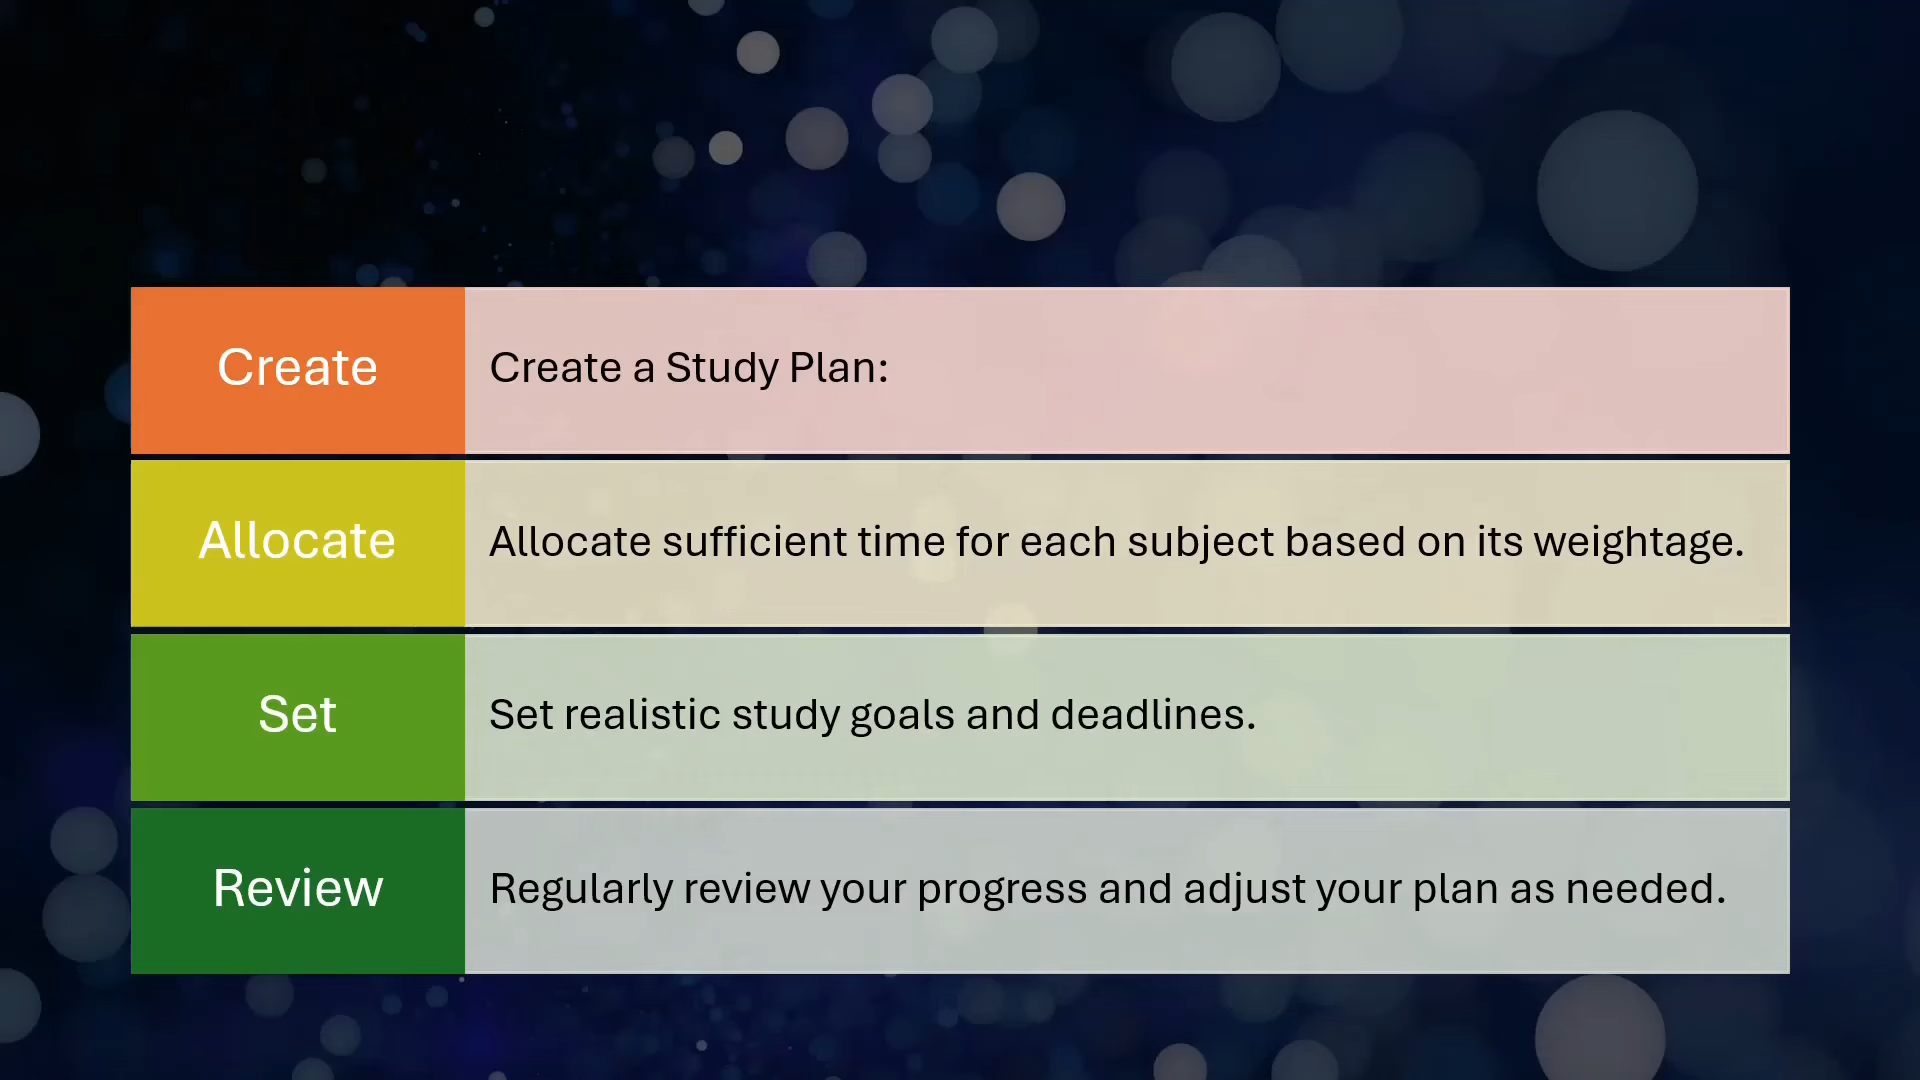 Create
Create a Study Plan:
Allocate
Allocate sufficient time for each subject based on its weightage.
Set
Set realistic study goals and deadlines.
Review
Regularly review your progress and adjust your plan as needed.